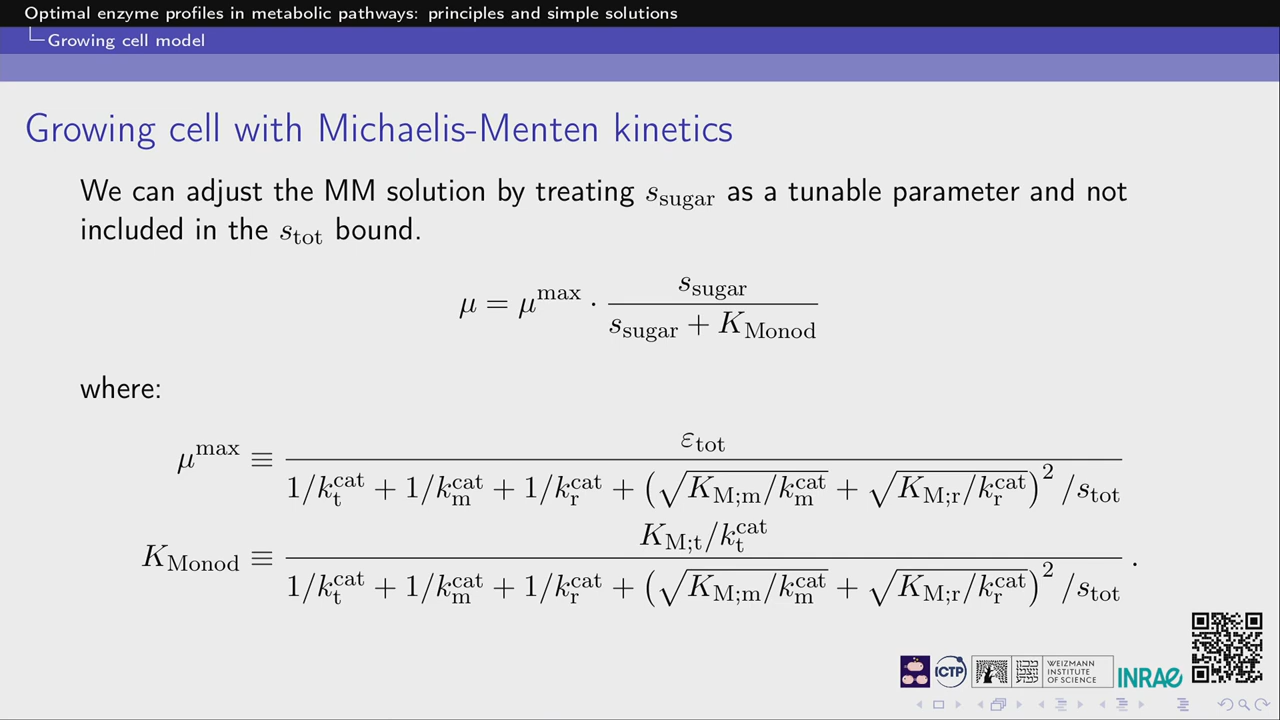 Optimal enzyme profiles in metabolic pathways: principles and simple solutions
Growing cell model
Growing cell with Michaelis-Menten kinetics
We can adjust the MM solution by treating s_sugar as a tunable parameter and not
included in the s_tot bound.
μ = μ^max · s_sugar / (s_sugar + K_Monod)
where:
μ^max ≡ ε_tot / (1/k_t^cat + 1/k_m^cat + 1/k_r^cat + (√(K_M;m/k_m^cat) + √(K_M;r/k_r^cat))^2 /s_tot)
K_Monod ≡ (K_M;t/k_t^cat) / (1/k_t^cat + 1/k_m^cat + 1/k_r^cat + (√(K_M;m/k_m^cat) + √(K_M;r/k_r^cat))^2 /s_tot) .
ICTP
WEIZMANN
INSTITUTE
OF SCIENCE
INRAE